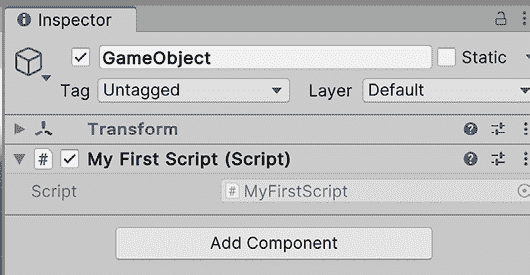 Inspector
GameObject Static
Tag Untagged Layer Default
Transform
# My First Script (Script)
Script # MyFirstScript
Add Component